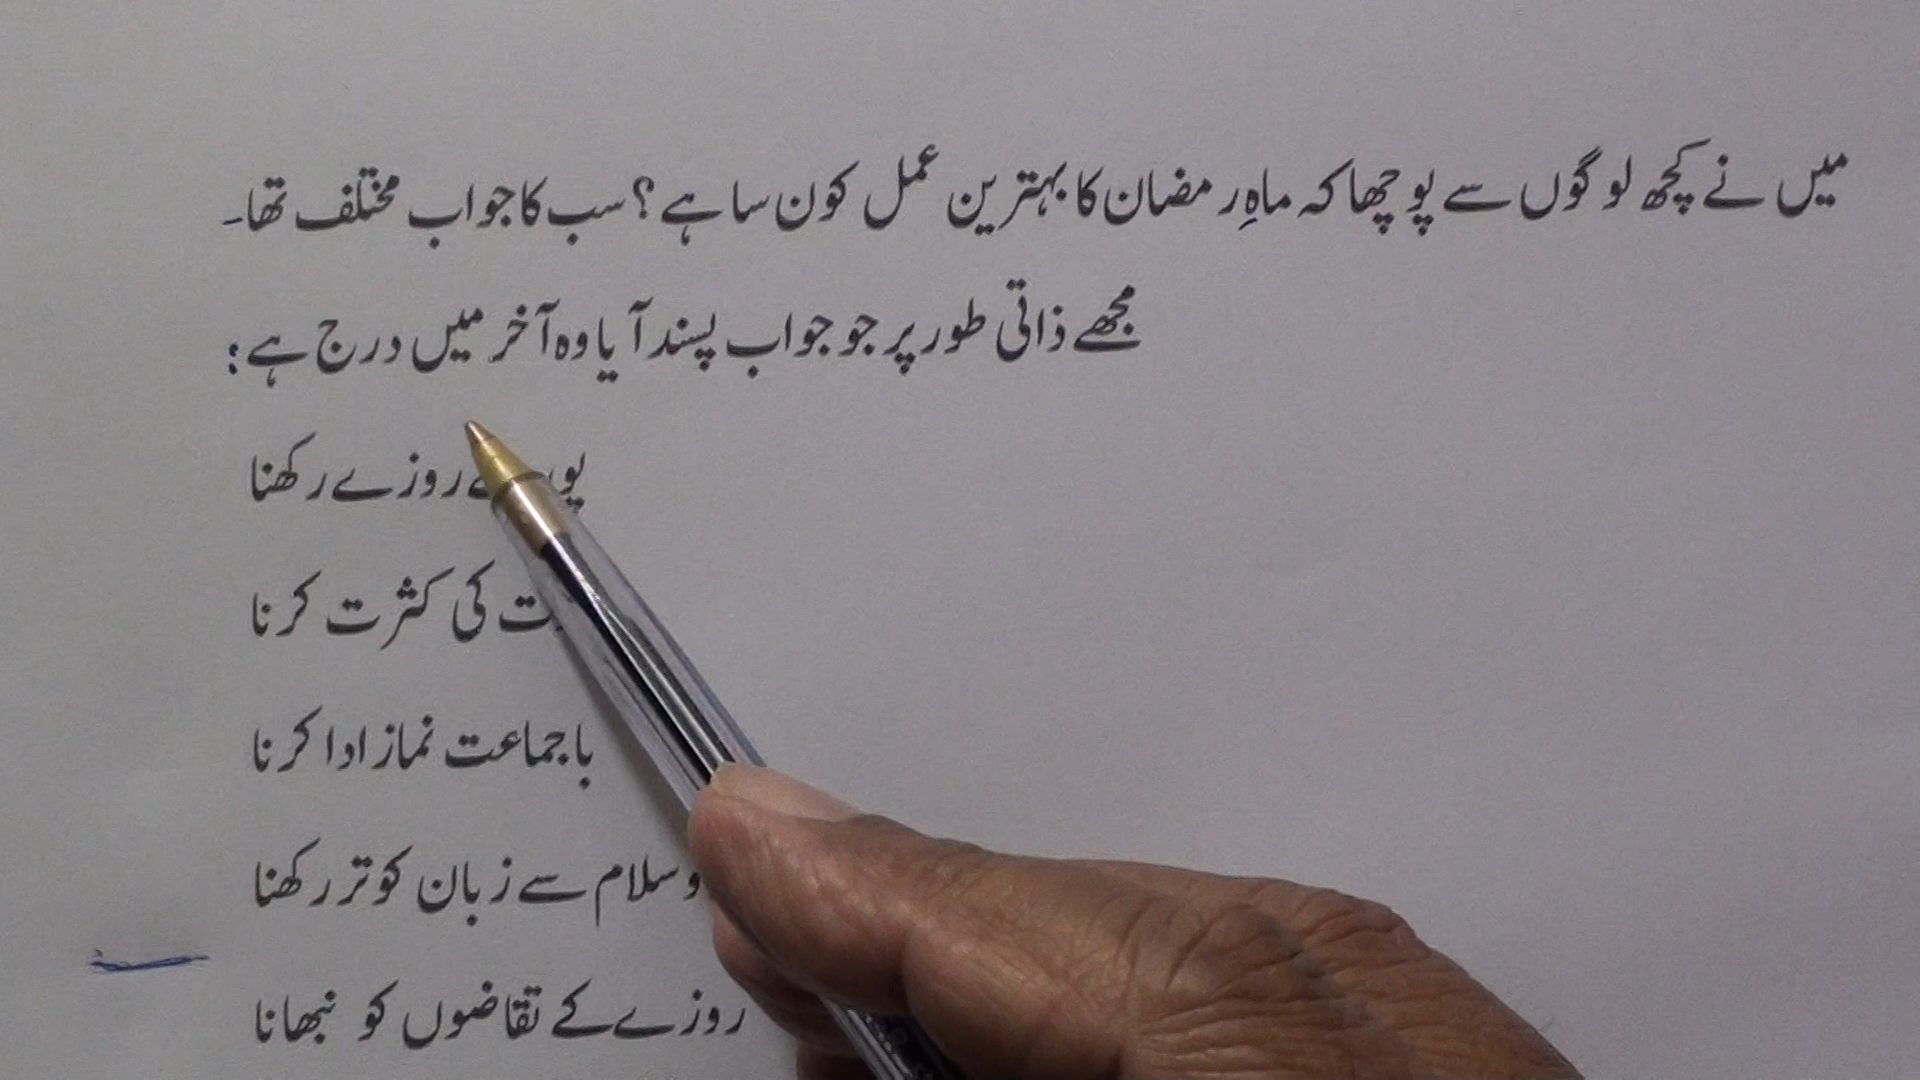 میں نے کچھ لوگوں سے پوچھا کہ ماہِ رمضان کا بہترین عمل کون سا ہے؟ سب کا جواب مختلف تھا۔
مجھے ذاتی طور پر جو جواب پسند آیا وہ آخر میں درج ہے:
روزے رکھنا
کی کثرت کرنا
باجماعت نماز ادا کرنا
و سلام سے زبان کو تر رکھنا
روزے کے تقاضوں کو نبھانا